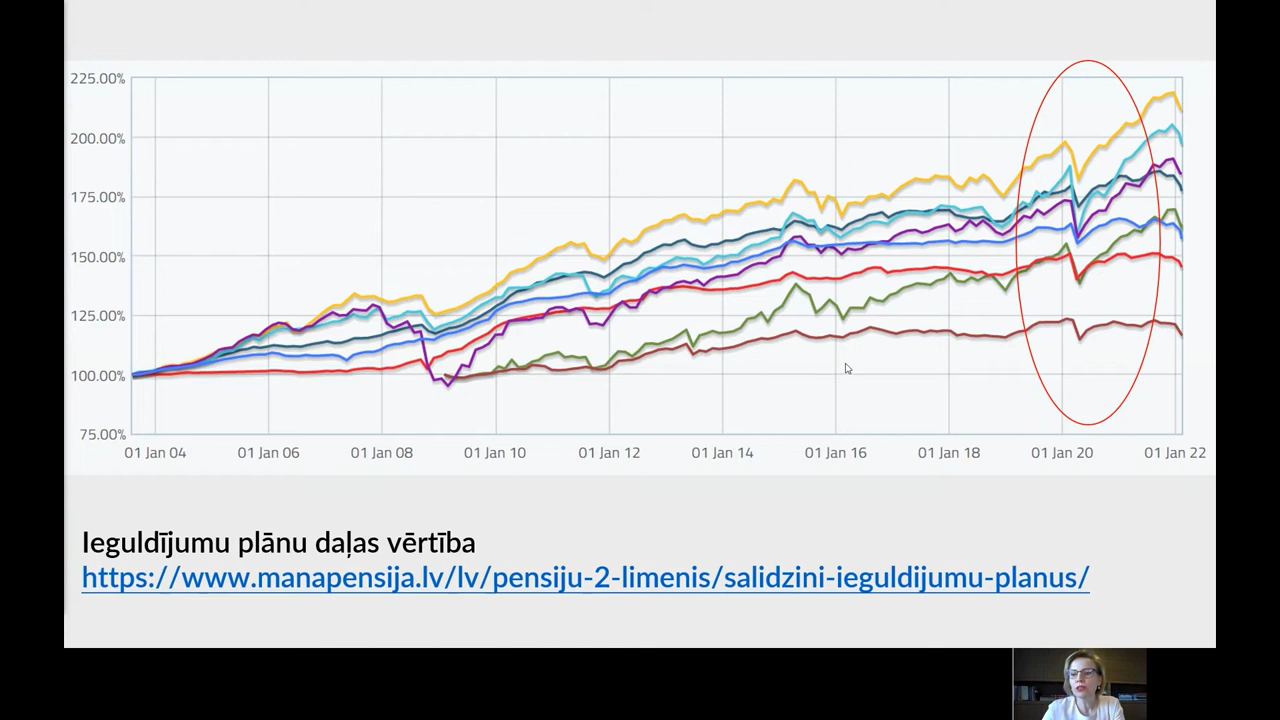 225.00%
200.00%
175.00%
150.00%
125.00%
100.00%
75.00%
01 Jan 04 01 Jan 06 01 Jan 08 01 Jan 10 01 Jan 12 01 Jan 14 01 Jan 16 01 Jan 18 01 Jan 20 01 Jan 22
Ieguldījumu plānu daļas vērtība
https://www.manapensija.lv/lv/pensiju-2-limenis/salidzini-ieguldijumu-planus/